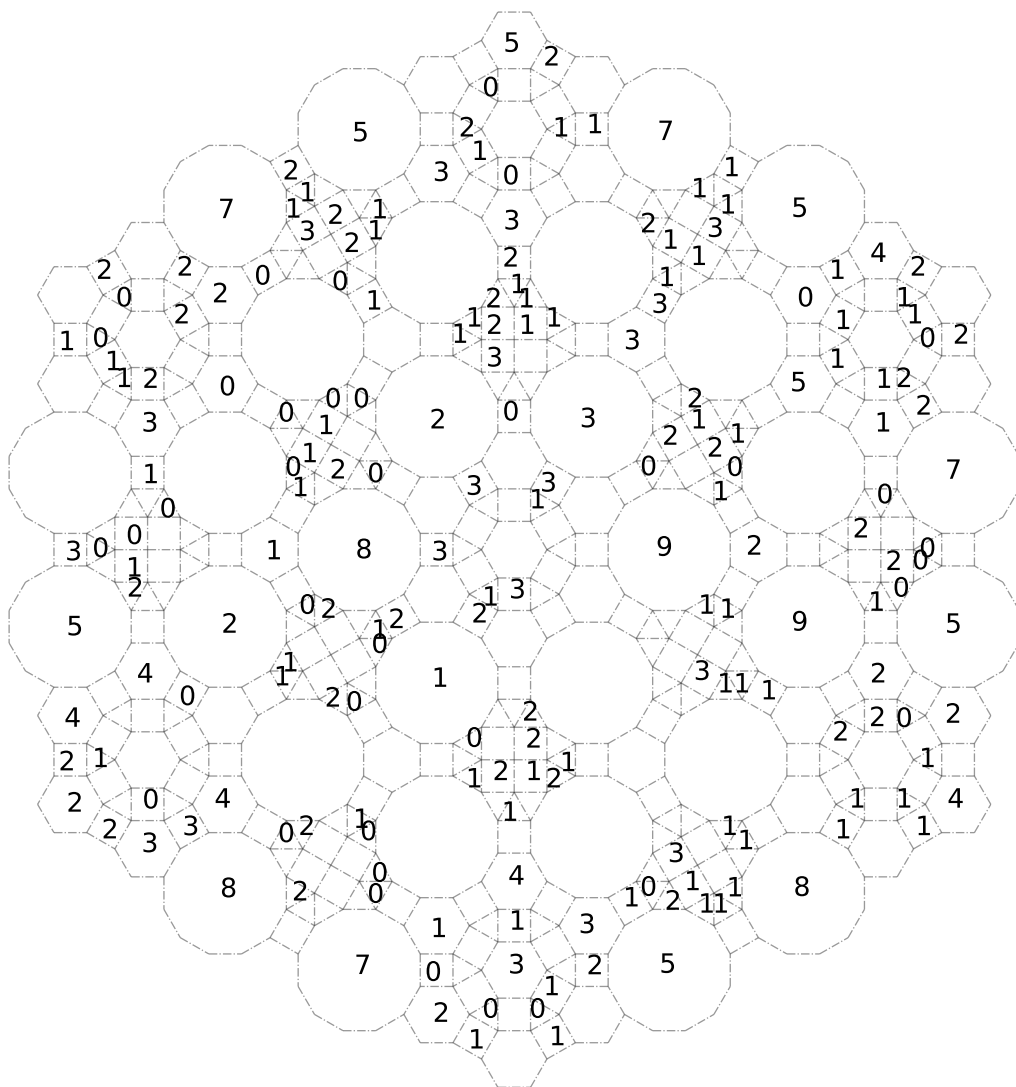 5
2
0
5 2 1 1 7
1
2 3 0 1
1 1
7 1 2 1 3 2 1 5
3 1 3
2 1 1 4
2 2 0 0 2 1 1 2
0 2 1 2 1 3 0 1
2 1 2 1 1 1 1
1 0 1 3 0 2
1 3 1
1 2 0 5 1 2
0 0 2
0 2 0 3 1 2
3 1 2 1 1
1 2 2
1 0 2 0 0 0 7
1 3 3 1 0
0 1
0 2
3 0 1 8 3 9 2 0
1 2 0
2 1 3 0
0 2 2 1 1 1
5 2 1 2 9 5
0
4 1 1 3 2
0 2 0 1 1 1
4 2 2 0 2
0 2 2
2 1 2 1 1 1
1 2
2 0 4 1 1 1 4
2 3 0 2 1 0 1 1 1
3 3 1
8 2 0 4 1 1 8
0 1 0 2 1 1
1 1 3
7 0 3 2 5
1
2 0 0
1 1